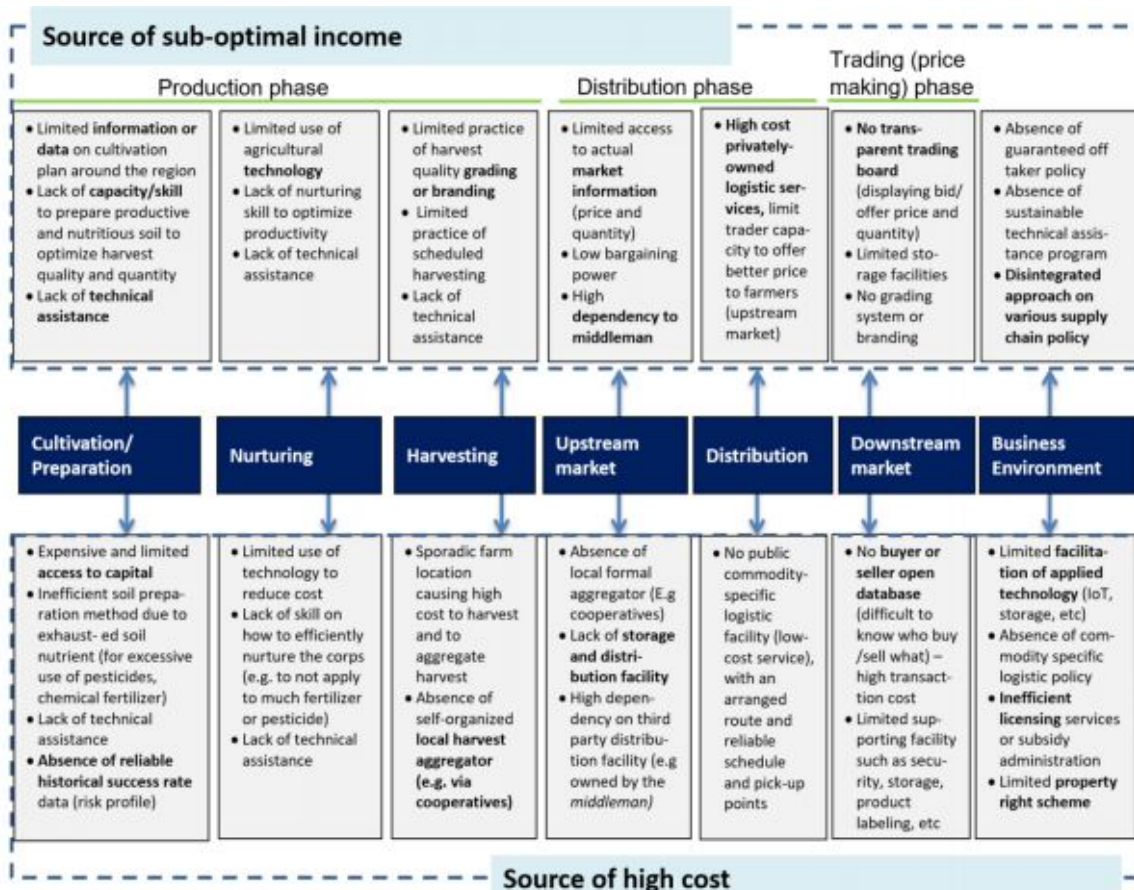 Source of sub-optimal income
Production phase
Distribution phase
Trading (price
making) phase
• Limited information or
data on cultivation
plan around the region
• Lack of capacity/skill
to prepare productive
and nutritious soil to
optimize harvest
quality and quantity
• Lack of technical
assistance
• Limited use of
agricultural
technology
• Lack of nurturing
skill to optimize
productivity
• Lack of technical
assistance
• Limited practice
of harvest
quality grading
or branding
• Limited
practice of
scheduled
harvesting
• Lack of
technical
assistance
• Limited access
to actual
market
information
(price and
quantity)
• Low bargaining
power
• High
dependency to
middleman
• High cost
privately-
owned
logistic ser-
vices, limit
trader capa-
city to offer
better price
to farmers
(upstream
market)
• No trans-
parent trading
board
(displaying bid/
offer price and
quantity)
• Limited sto-
rage facilities
• No grading
system or
branding
• Absence of
guaranteed off
taker policy
• Absence of
sustainable
technical assis-
tance program
• Disintegrated
approach on
various supply
chain policy
Cultivation/
Preparation
Nurturing
Harvesting
Upstream
market
Distribution
Downstream
market
Business
Environment
• Expensive and limited
access to capital
• Inefficient soil prepa-
ration method due to
exhaust- ed soil
nutrient (for excessive
use of pesticides,
chemical fertilizer)
• Lack of technical
assistance
• Absence of reliable
historical success rate
data (risk profile)
• Limited use of
technology to
reduce cost
• Lack of skill on
how to efficiently
nurture the corps
(e.g. to not apply
to much fertilizer
or pesticide)
• Lack of technical
assistance
• Sporadic farm
location
causing high
cost to harvest
and to
aggregate
harvest
• Absence of
self-organized
local harvest
aggregator
(e.g. via
cooperatives)
• Absence of
local formal
aggregator (E.g
cooperatives)
• Lack of storage
and distri-
bution facility
• High depen-
dency on third
party distribu-
tion facility (e.g
owned by the
middleman)
• No public
commodity-
specific
logistic
facility (low-
cost service),
with an
arranged
route and
reliable
schedule
and pick-up
points
• No buyer or
seller open
database
(difficult to
know who buy
/sell what) –
high transac-
tion cost
• Limited sup-
porting facility
such as secu-
rity, storage,
product
labeling, etc
• Limited facilita-
tion of applied
technology (IoT,
storage, etc)
• Absence of com-
modity specific
logistic policy
• Inefficient
licensing services
or subsidy
administration
• Limited property
right scheme
Source of high cost